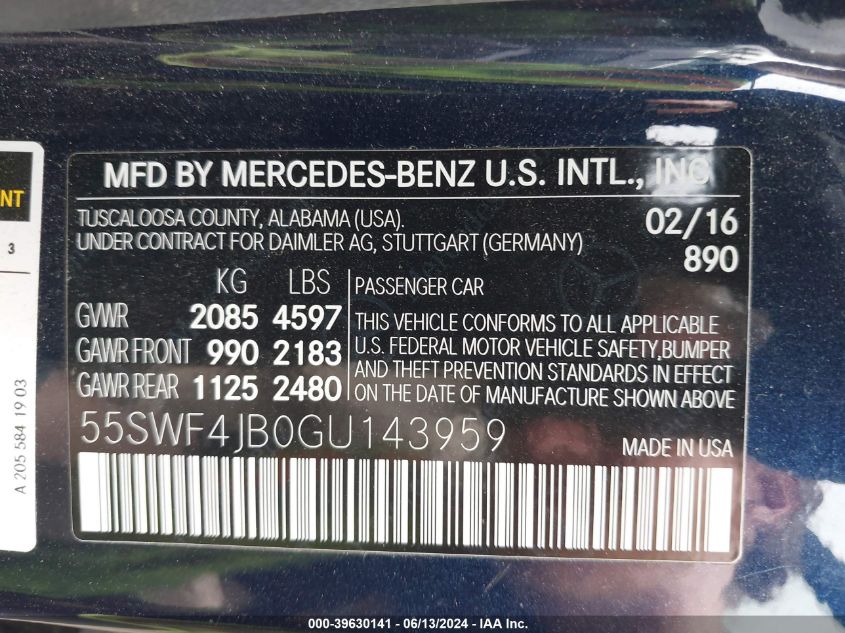 MFD BY MERCEDES-BENZ U.S. INTL., INC
TUSCALOOSA COUNTY, ALABAMA (USA). 02/16
UNDER CONTRACT FOR DAIMLER AG, STUTTGART (GERMANY) 890
KG LBS
GVWR 2085 4597
GAWR FRONT 990 2183
GAWR REAR 1125 2480
PASSENGER CAR
THIS VEHICLE CONFORMS TO ALL APPLICABLE
U.S. FEDERAL MOTOR VEHICLE SAFETY,BUMPER
AND THEFT PREVENTION STANDARDS IN EFFECT
ON THE DATE OF MANUFACTURE SHOWN ABOVE
55SWF4JB0GU143959
MADE IN USA
NT
3
A 205 584 19 03
000-39630141 - 06/13/2024 - IAA Inc.